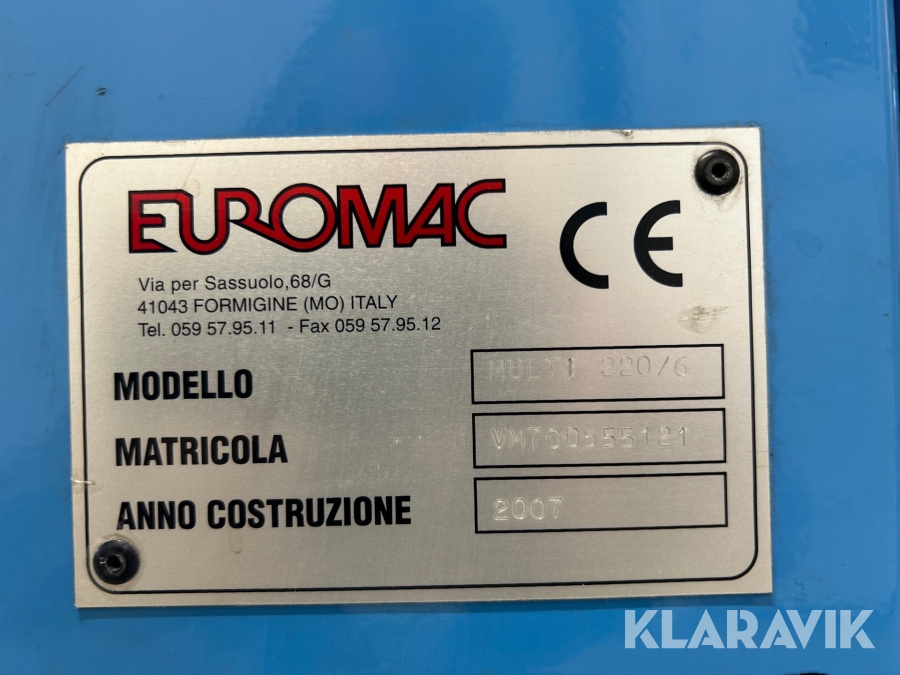 EUROMAC
CE
Via per Sassuolo,68/G
41043 FORMIGINE (MO) ITALY
Tel. 059 57.95.11 - Fax 059 57.95.12
MODELLO MULTI 220/6
MATRICOLA VM700555121
ANNO COSTRUZIONE 2007
KLARAVIK